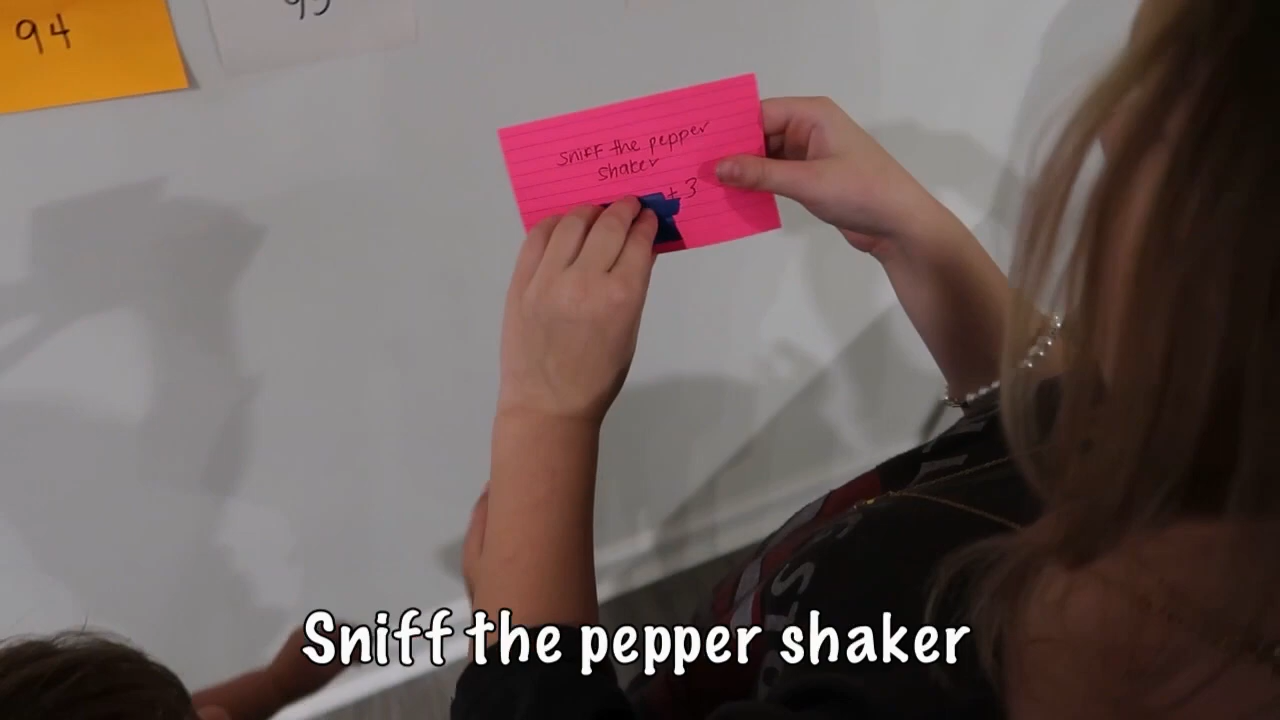 94
Sniff the pepper
shaker
+3
Sniff the pepper shaker